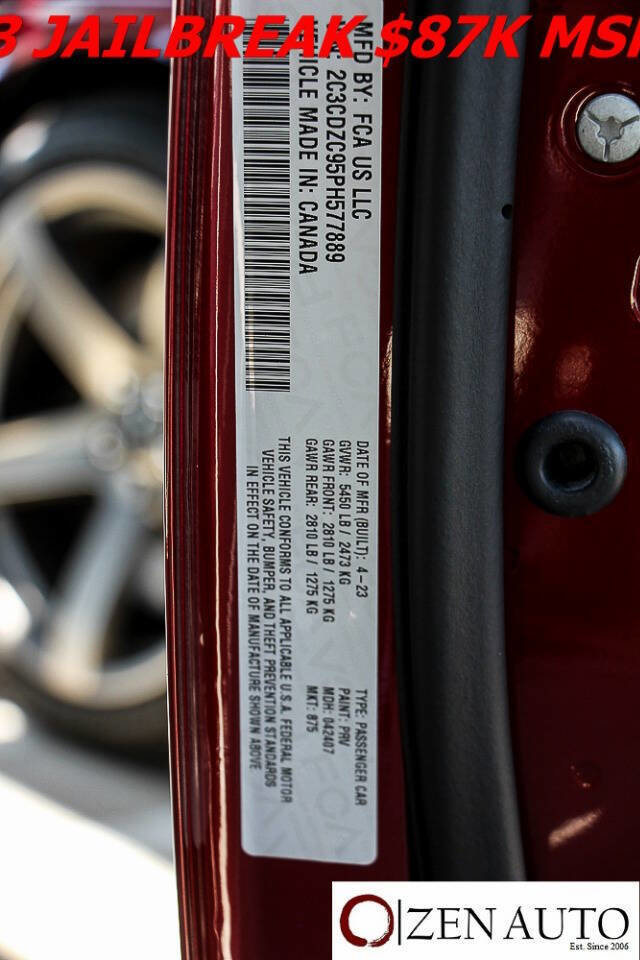 3 JAILBREAK $87K MSR
MFD BY: FCA US LLC
2C3CDZC95PH577889
VEHICLE MADE IN: CANADA
DATE OF MFR (BUILT): 4-23
GVWR: 5450 LB / 2473 KG
GAWR FRONT: 2810 LB / 1275 KG
GAWR REAR: 2810 LB / 1275 KG
THIS VEHICLE CONFORMS TO ALL APPLICABLE U.S.A. FEDERAL MOTOR
VEHICLE SAFETY, BUMPER, AND THEFT PREVENTION STANDARDS
IN EFFECT ON THE DATE OF MANUFACTURE SHOWN ABOVE
TYPE: PASSENGER CAR
PAINT: PRV
MDH: 042407
MKT: 875
ZEN AUTO
Est. Since 2006